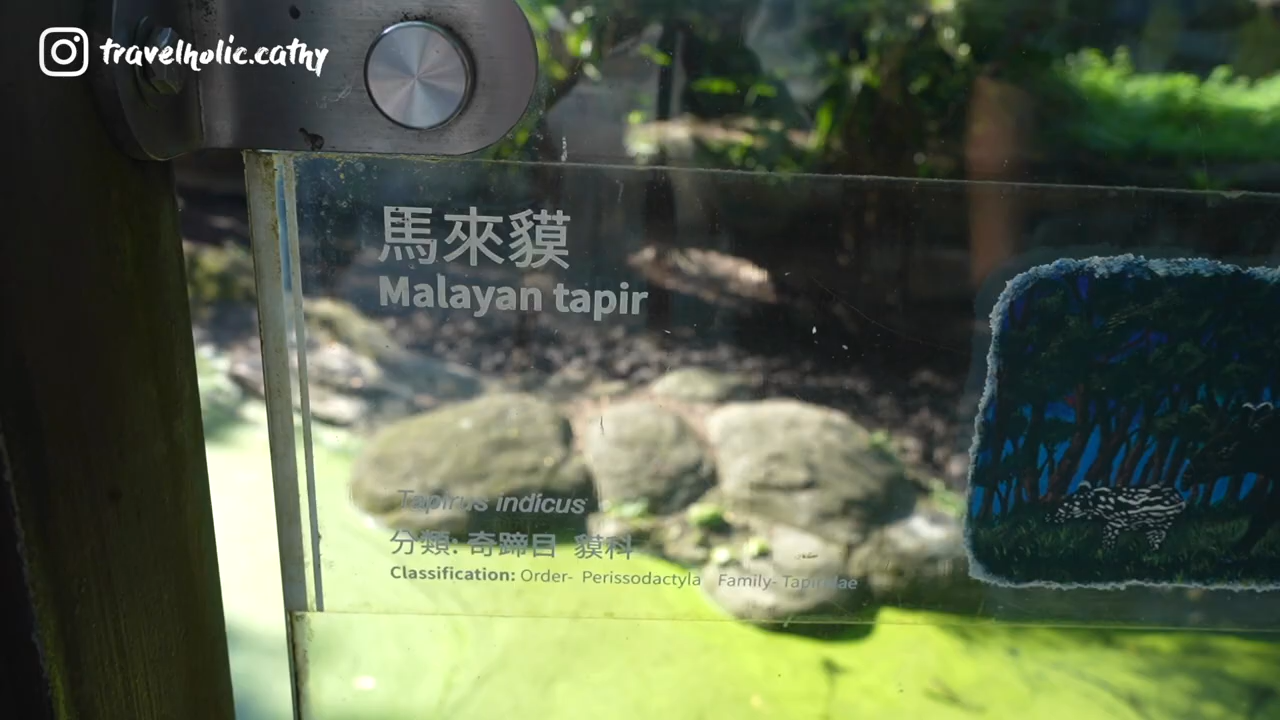 travelholic.cathy
馬來貘
Malayan tapir
Tapirus indicus
分類: 奇蹄目 貘科
Classification: Order- Perissodactyla Family- Tapiridae